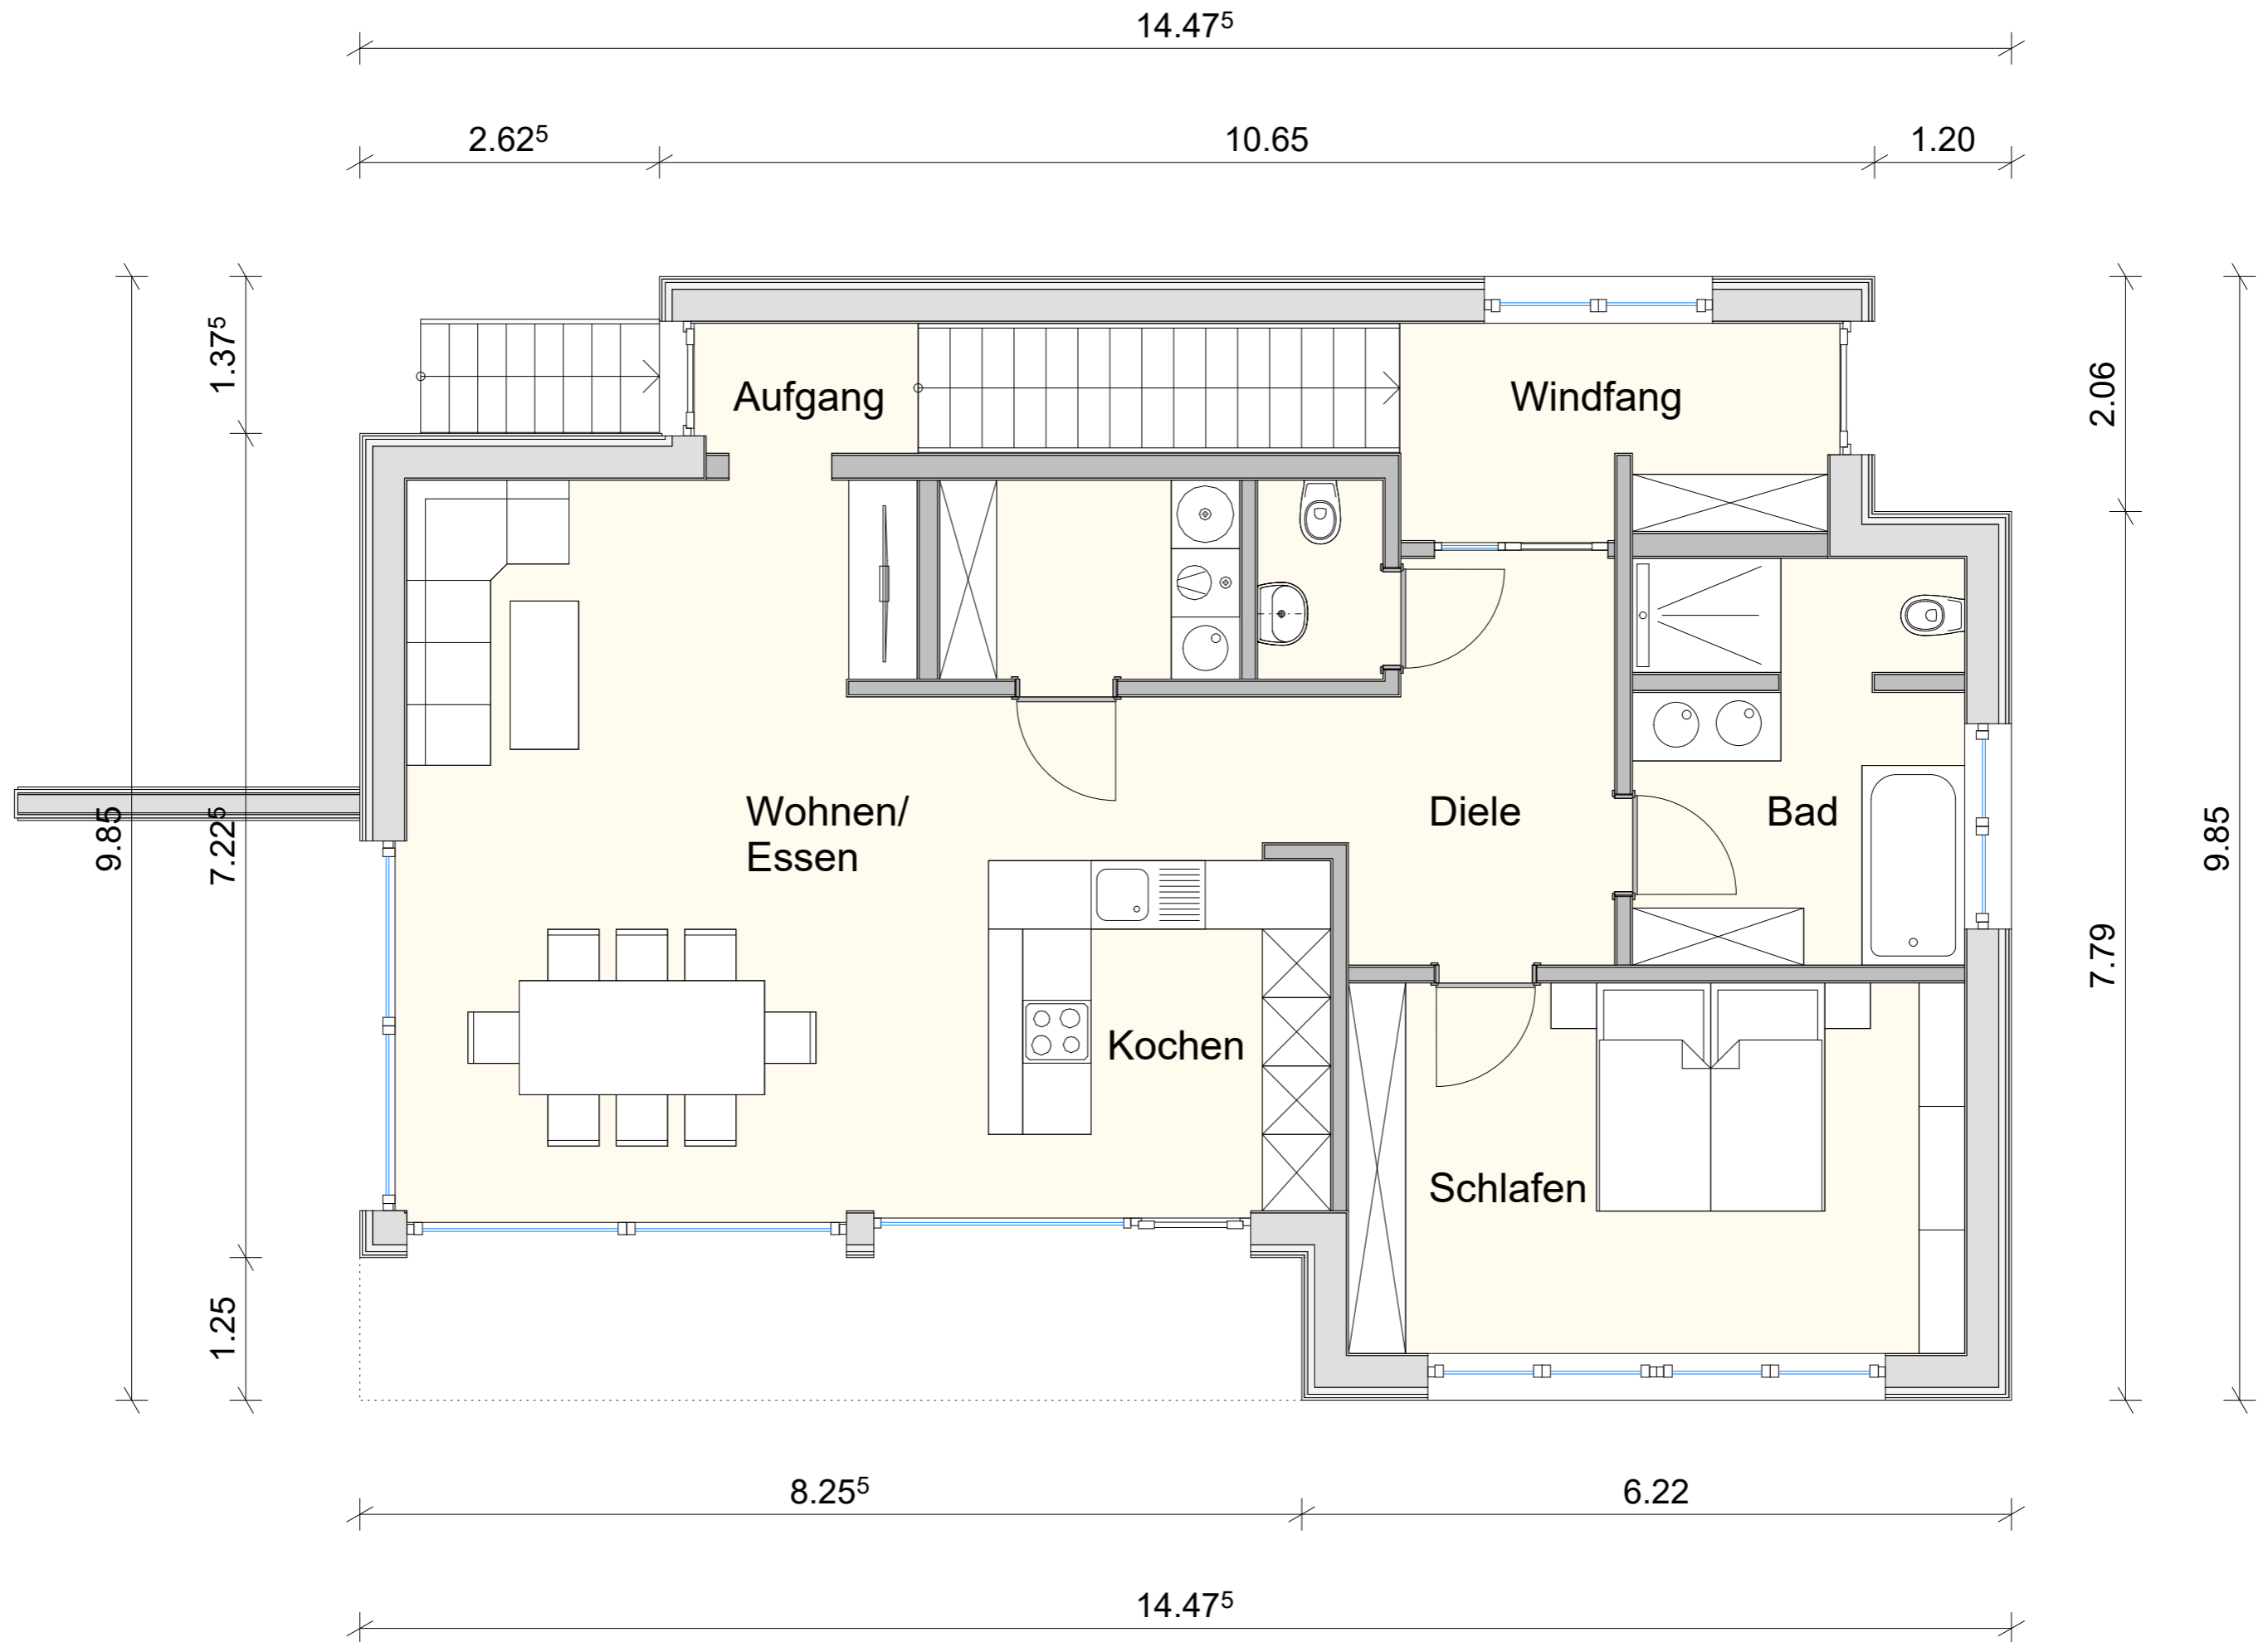 14.47⁵
2.62⁵
10.65
1.20
1.37⁵
2.06
Aufgang
Windfang
9.85
7.22⁵
Wohnen/
Essen
Diele
Bad
9.85
7.79
Kochen
Schlafen
1.25
8.25⁵
6.22
14.47⁵